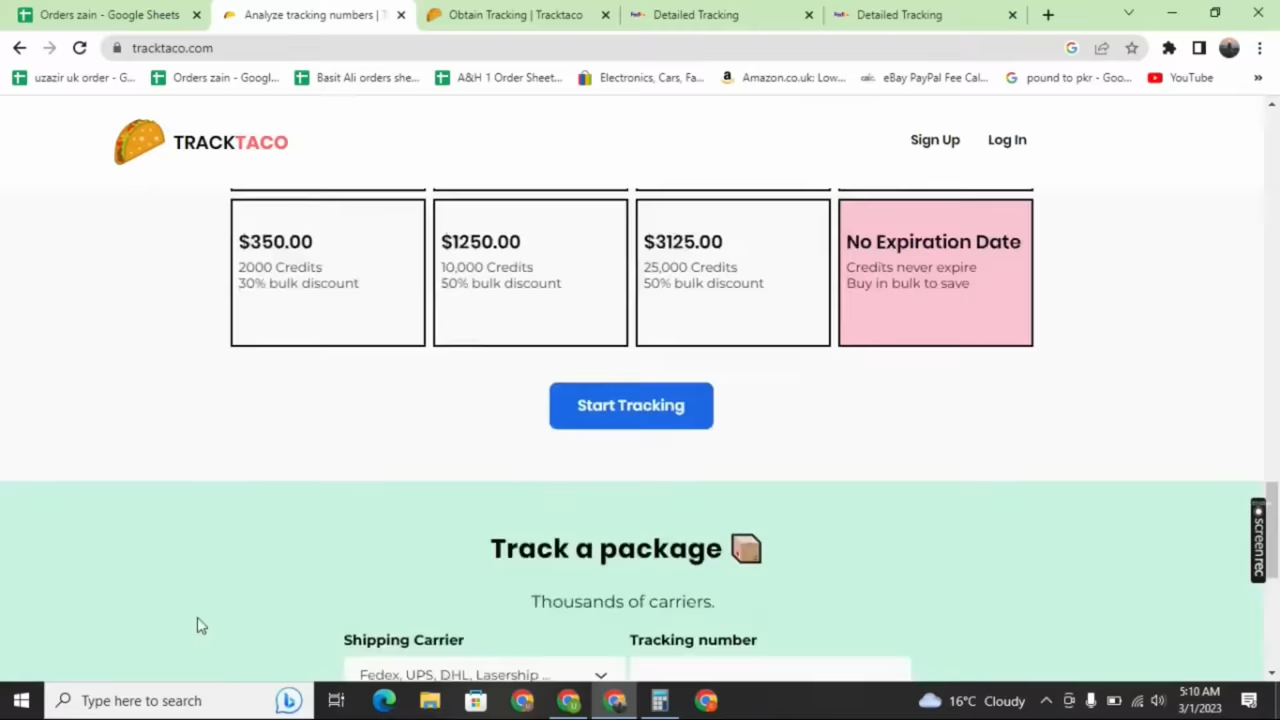 Orders zain - Google Sheets
Analyze tracking numbers | T
Obtain Tracking | Tracktaco
Detailed Tracking
Detailed Tracking
tracktaco.com
uzazir uk order - G...
Orders zain - Googl...
Basit Ali orders she...
A&H 1 Order Sheet...
Electronics, Cars, Fa...
Amazon.co.uk: Low...
eBay PayPal Fee Cal...
pound to pkr - Goo...
YouTube
TRACKTACO
Sign Up
Log In
$350.00
2000 Credits
30% bulk discount
$1250.00
10,000 Credits
50% bulk discount
$3125.00
25,000 Credits
50% bulk discount
No Expiration Date
Credits never expire
Buy in bulk to save
Start Tracking
screenrec
Track a package
Thousands of carriers.
Shipping Carrier
Tracking number
Fedex, UPS, DHL, Lasership ...
Type here to search
16°C Cloudy
5:10 AM
3/1/2023